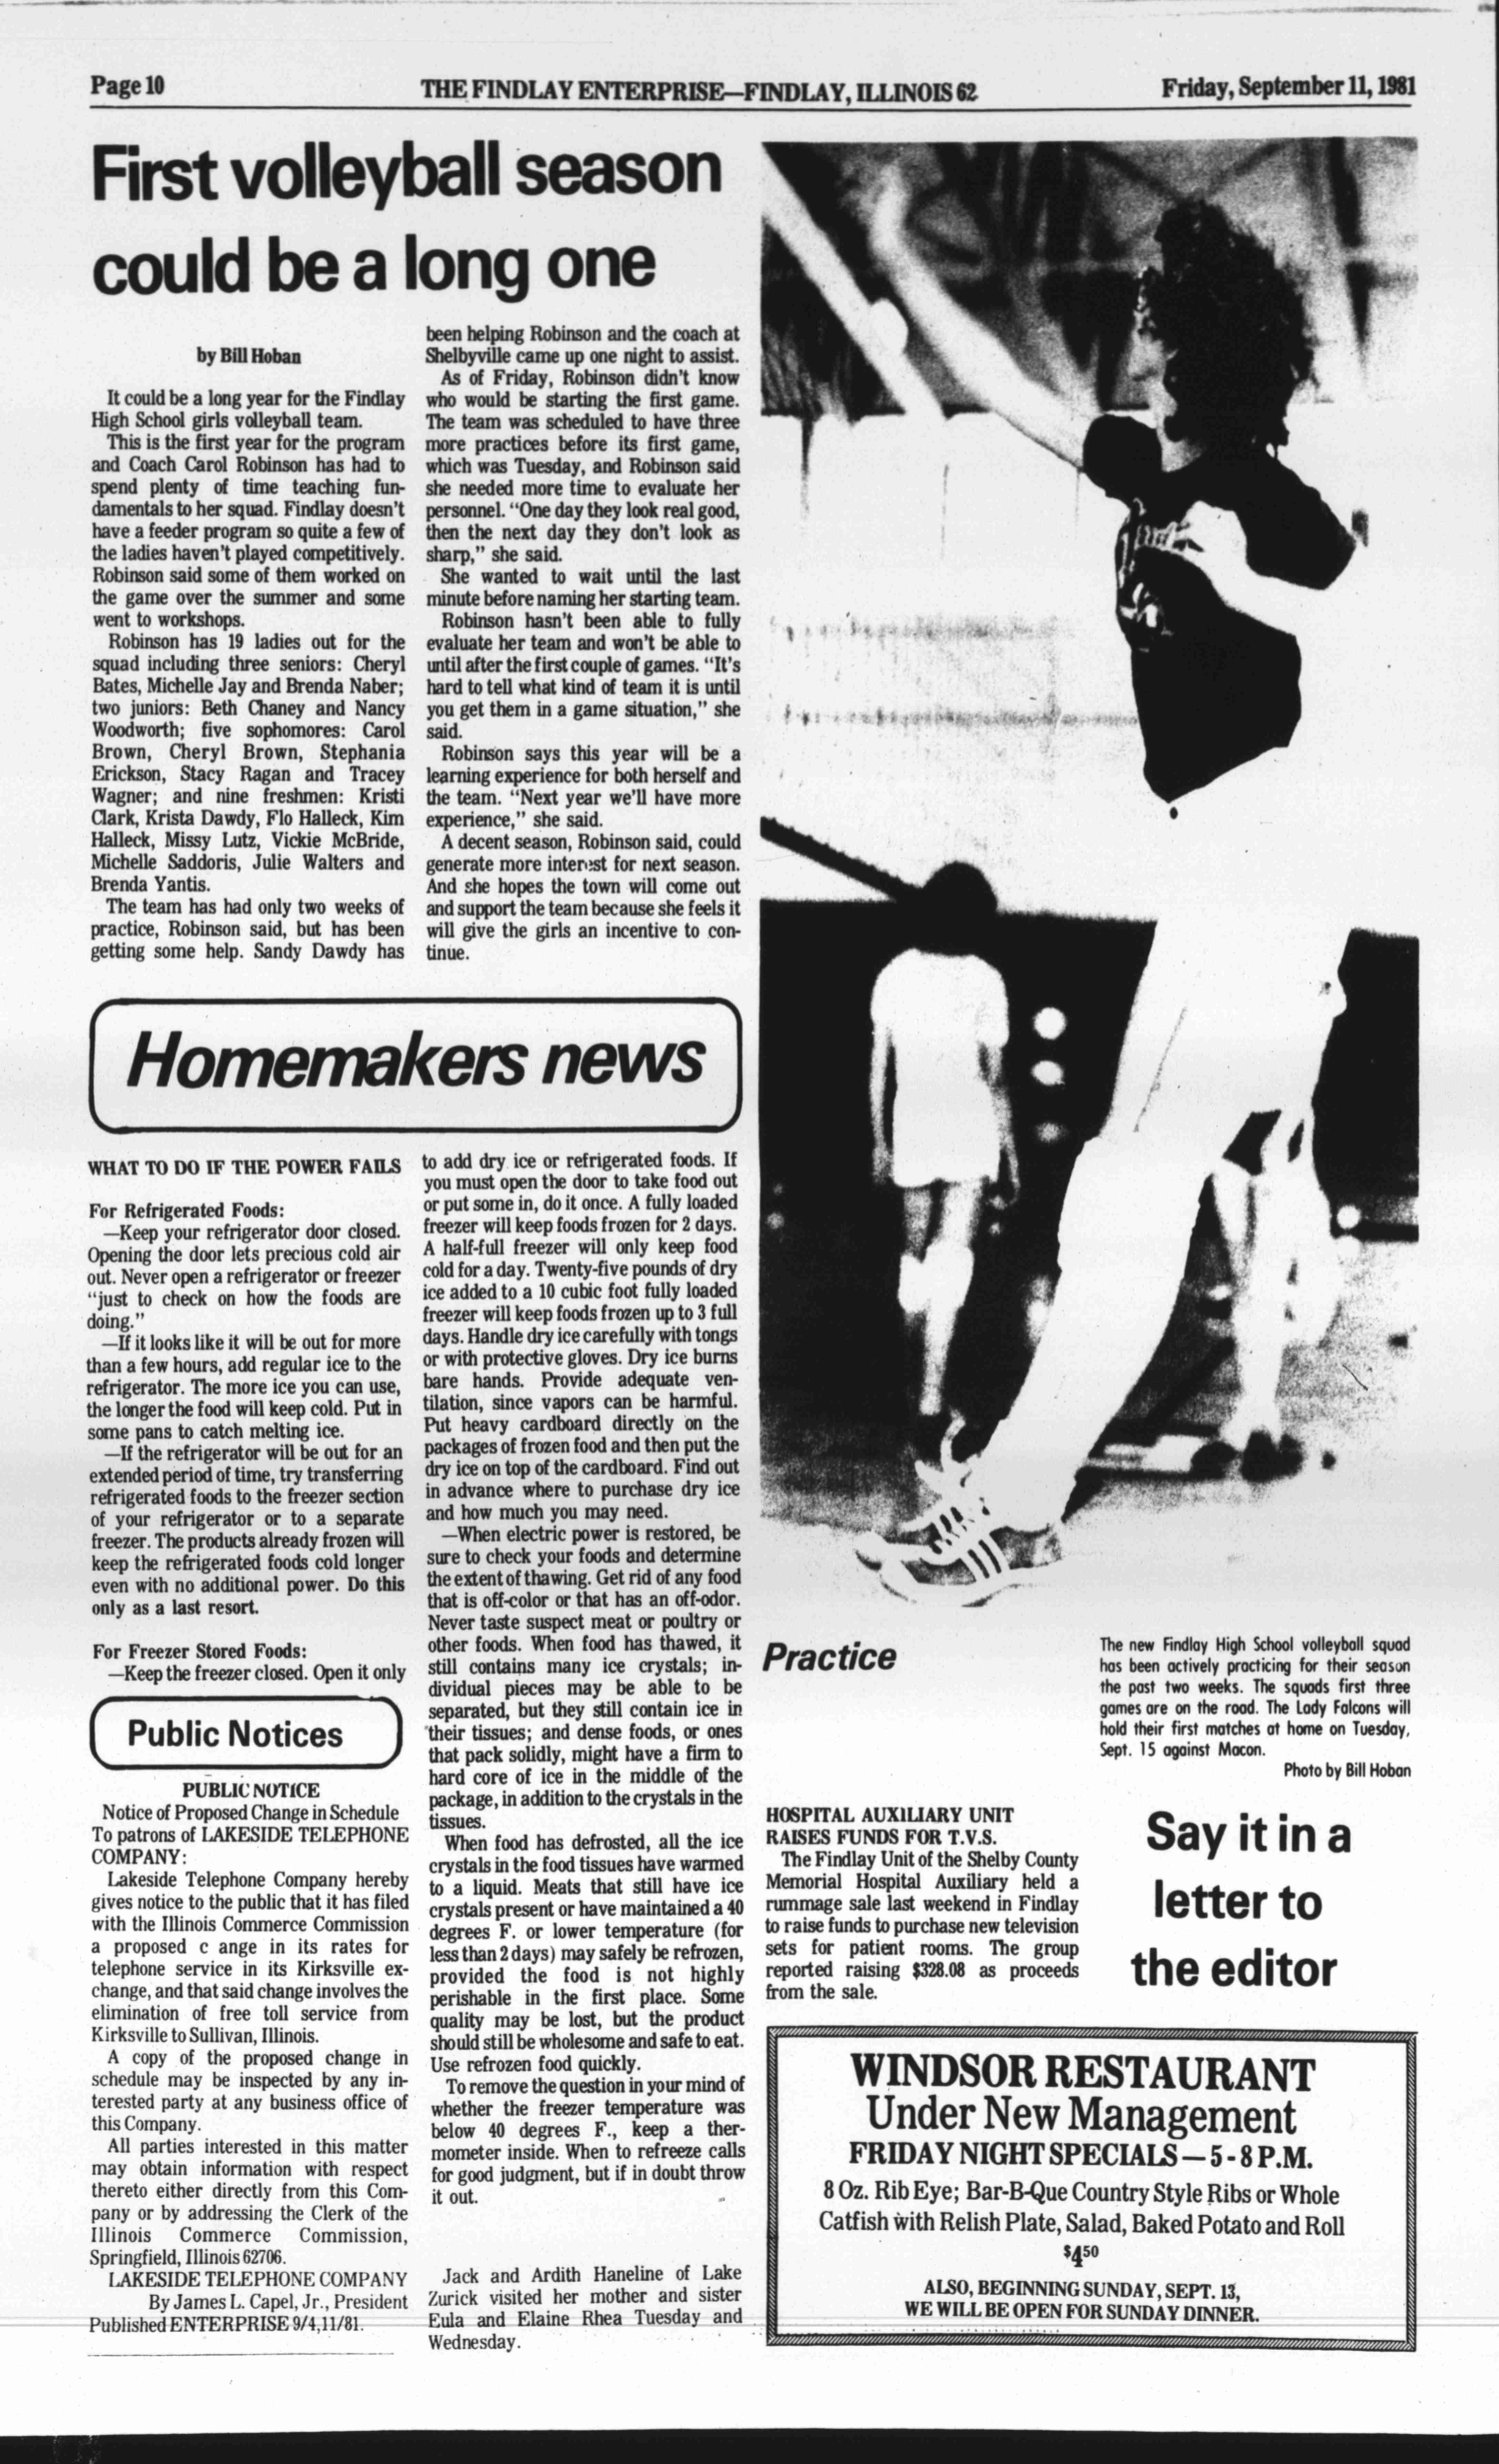 Page 10
THE FINDLAY ENTERPRISE—FINDLAY, ILLINOIS 62
Friday, September 11, 1981
First volleyball season
could be a long one
by Bill Hoban
It could be a long year for the Findlay
High School girls volleyball team.
This is the first year for the program
and Coach Carol Robinson has had to
spend plenty of time teaching fun-
damentals to her squad. Findlay doesn't
have a feeder program so quite a few of
the ladies haven't played competitively.
Robinson said some of them worked on
the game over the summer and some
went to workshops.
Robinson has 19 ladies out for the
squad including three seniors: Cheryl
Bates, Michelle Jay and Brenda Naber;
two juniors: Beth Chaney and Nancy
Woodworth; five sophomores: Carol
Brown, Cheryl Brown, Stephania
Erickson, Stacy Ragan and Tracey
Wagner; and nine freshmen: Kristi
Clark, Krista Dawdy, Flo Halleck, Kim
Halleck, Missy Lutz, Vickie McBride,
Michelle Saddoris, Julie Walters and
Brenda Yantis.
The team has had only two weeks of
practice, Robinson said, but has been
getting some help. Sandy Dawdy has
been helping Robinson and the coach at
Shelbyville came up one night to assist.
As of Friday, Robinson didn't know
who would be starting the first game.
The team was scheduled to have three
more practices before its first game,
which was Tuesday, and Robinson said
she needed more time to evaluate her
personnel. "One day they look real good,
then the next day they don't look as
sharp," she said.
She wanted to wait until the last
minute before naming her starting team.
Robinson hasn't been able to fully
evaluate her team and won't be able to
until after the first couple of games. "It's
hard to tell what kind of team it is until
you get them in a game situation," she
said.
Robinson says this year will be a
learning experience for both herself and
the team. "Next year we'll have more
experience," she said.
A decent season, Robinson said, could
generate more interest for next season.
And she hopes the town will come out
and support the team because she feels it
will give the girls an incentive to con-
tinue.
Homemakers news
WHAT TO DO IF THE POWER FAILS
For Refrigerated Foods:
—Keep your refrigerator door closed.
Opening the door lets precious cold air
out. Never open a refrigerator or freezer
"just to check on how the foods are
doing."
—If it looks like it will be out for more
than a few hours, add regular ice to the
refrigerator. The more ice you can use,
the longer the food will keep cold. Put in
some pans to catch melting ice.
—If the refrigerator will be out for an
extended period of time, try transferring
refrigerated foods to the freezer section
of your refrigerator or to a separate
freezer. The products already frozen will
keep the refrigerated foods cold longer
even with no additional power. Do this
only as a last resort.
For Freezer Stored Foods:
—Keep the freezer closed. Open it only
to add dry ice or refrigerated foods. If
you must open the door to take food out
or put some in, do it once. A fully loaded
freezer will keep foods frozen for 2 days.
A half-full freezer will only keep food
cold for a day. Twenty-five pounds of dry
ice added to a 10 cubic foot fully loaded
freezer will keep foods frozen up to 3 full
days. Handle dry ice carefully with tongs
or with protective gloves. Dry ice burns
bare hands. Provide adequate ven-
tilation, since vapors can be harmful.
Put heavy cardboard directly on the
packages of frozen food and then put the
dry ice on top of the cardboard. Find out
in advance where to purchase dry ice
and how much you may need.
—When electric power is restored, be
sure to check your foods and determine
the extent of thawing. Get rid of any food
that is off-color or that has an off-odor.
Never taste suspect meat or poultry or
other foods. When food has thawed, it
still contains many ice crystals; in-
dividual pieces may be able to be
separated, but they still contain ice in
their tissues; and dense foods, or ones
that pack solidly, might have a firm to
hard core of ice in the middle of the
package, in addition to the crystals in the
tissues.
When food has defrosted, all the ice
crystals in the food tissues have warmed
to a liquid. Meats that still have ice
crystals present or have maintained a 40
degrees F. or lower temperature (for
less than 2 days) may safely be refrozen,
provided the food is not highly
perishable in the first place. Some
quality may be lost, but the product
should still be wholesome and safe to eat.
Use refrozen food quickly.
To remove the question in your mind of
whether the freezer temperature was
below 40 degrees F., keep a ther-
mometer inside. When to refreeze calls
for good judgment, but if in doubt throw
it out.
Jack and Ardith Haneline of Lake
Zurick visited her mother and sister
Eula and Elaine Rhea Tuesday and
Wednesday.
Public Notices
PUBLIC NOTICE
Notice of Proposed Change in Schedule
To patrons of LAKESIDE TELEPHONE
COMPANY:
Lakeside Telephone Company hereby
gives notice to the public that it has filed
with the Illinois Commerce Commission
a proposed c ange in its rates for
telephone service in its Kirksville ex-
change, and that said change involves the
elimination of free toll service from
Kirksville to Sullivan, Illinois.
A copy of the proposed change in
schedule may be inspected by any in-
terested party at any business office of
this Company.
All parties interested in this matter
may obtain information with respect
thereto either directly from this Com-
pany or by addressing the Clerk of the
Illinois Commerce Commission,
Springfield, Illinois 62706.
LAKESIDE TELEPHONE COMPANY
By James L. Capel, Jr., President
Published ENTERPRISE 9/4,11/81.
Practice
The new Findlay High School volleyball squad
has been actively practicing for their season
the past two weeks. The squads first three
games are on the road. The Lady Falcons will
hold their first matches at home on Tuesday,
Sept. 15 against Macon.
Photo by Bill Hoban
HOSPITAL AUXILIARY UNIT
RAISES FUNDS FOR T.V.S.
The Findlay Unit of the Shelby County
Memorial Hospital Auxiliary held a
rummage sale last weekend in Findlay
to raise funds to purchase new television
sets for patient rooms. The group
reported raising $328.08 as proceeds
from the sale.
Say it in a
letter to
the editor
WINDSOR RESTAURANT
Under New Management
FRIDAY NIGHT SPECIALS — 5 - 8 P.M.
8 Oz. Rib Eye; Bar-B-Que Country Style Ribs or Whole
Catfish with Relish Plate, Salad, Baked Potato and Roll
$4.50
ALSO, BEGINNING SUNDAY, SEPT. 13,
WE WILL BE OPEN FOR SUNDAY DINNER.